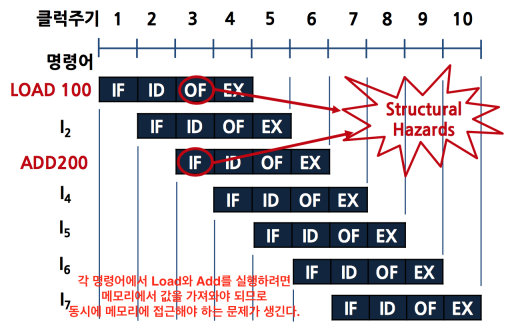 클럭주기 1 2 3 4 5 6 7 8 9 10
명령어
LOAD 100 IF ID OF EX
I2 IF ID OF EX
Structural
Hazards
ADD200 IF ID OF EX
I4 IF ID OF EX
I5 IF ID OF EX
I6 IF ID OF EX
각 명령어에서 Load와 Add를 실행하려면
메모리에서 값을 가져와야 되므로
I7 IF ID OF EX
동시에 메모리에 접근해야 하는 문제가 생긴다.